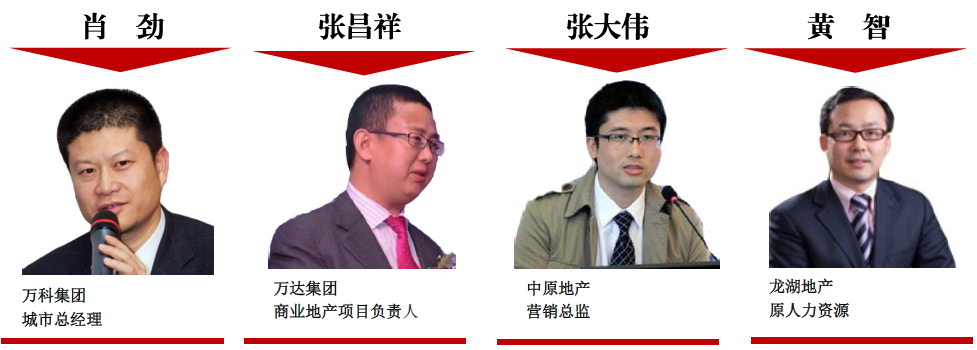 肖 劲
张昌祥
张大伟
黄 智
万科集团
城市总经理
万达集团
商业地产项目负责人
中原地产
营销总监
龙湖地产
原人力资源